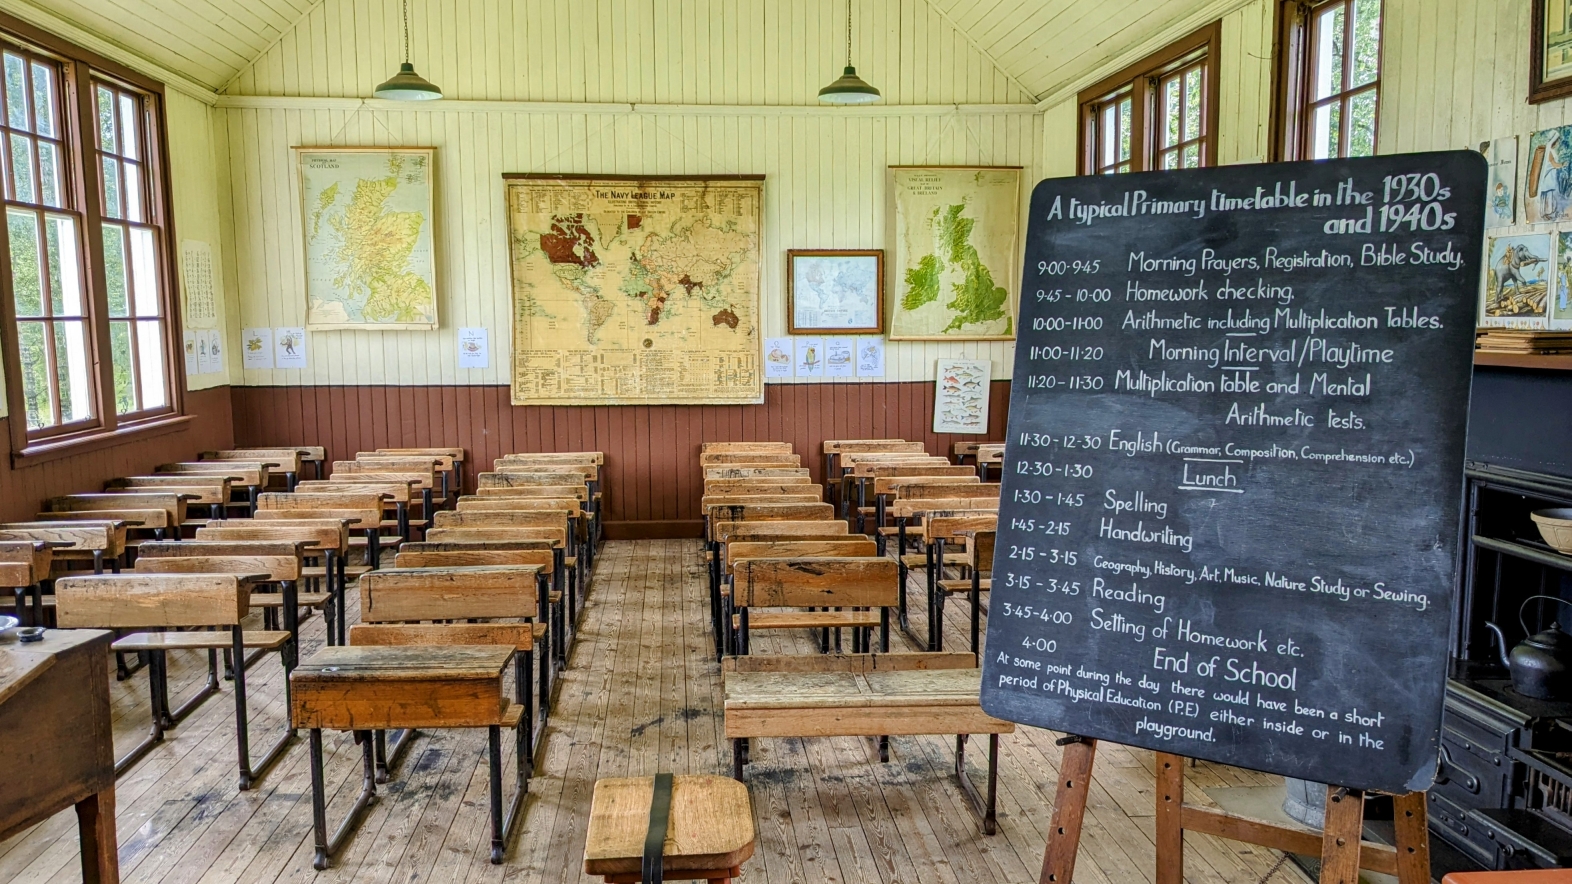 SCOTLAND
THE NAVY LEAGUE MAP
GREAT BRITAIN
& IRELAND
A typical Primary timetable in the 1930s
and 1940s
9·00-9·45 Morning Prayers, Registration, Bible Study.
9·45 - 10·00 Homework checking.
10:00-11:00 Arithmetic including Multiplication Tables.
11:00-11·20 Morning Interval/Playtime
11:20 - 11·30 Multiplication table and Mental
Arithmetic tests.
11·30 - 12·30 English (Grammar, Composition, Comprehension etc.)
12·30 -1·30 Lunch
1·30 - 1·45 Spelling
1·45 - 2·15 Handwriting
2·15 - 3·15 Geography, History, Art, Music, Nature Study or Sewing.
3·15 - 3·45 Reading
3·45-4·00 Setting of Homework etc.
4·00 End of School
At some point during the day there would have been a short
period of Physical Education (P.E) either inside or in the
playground.